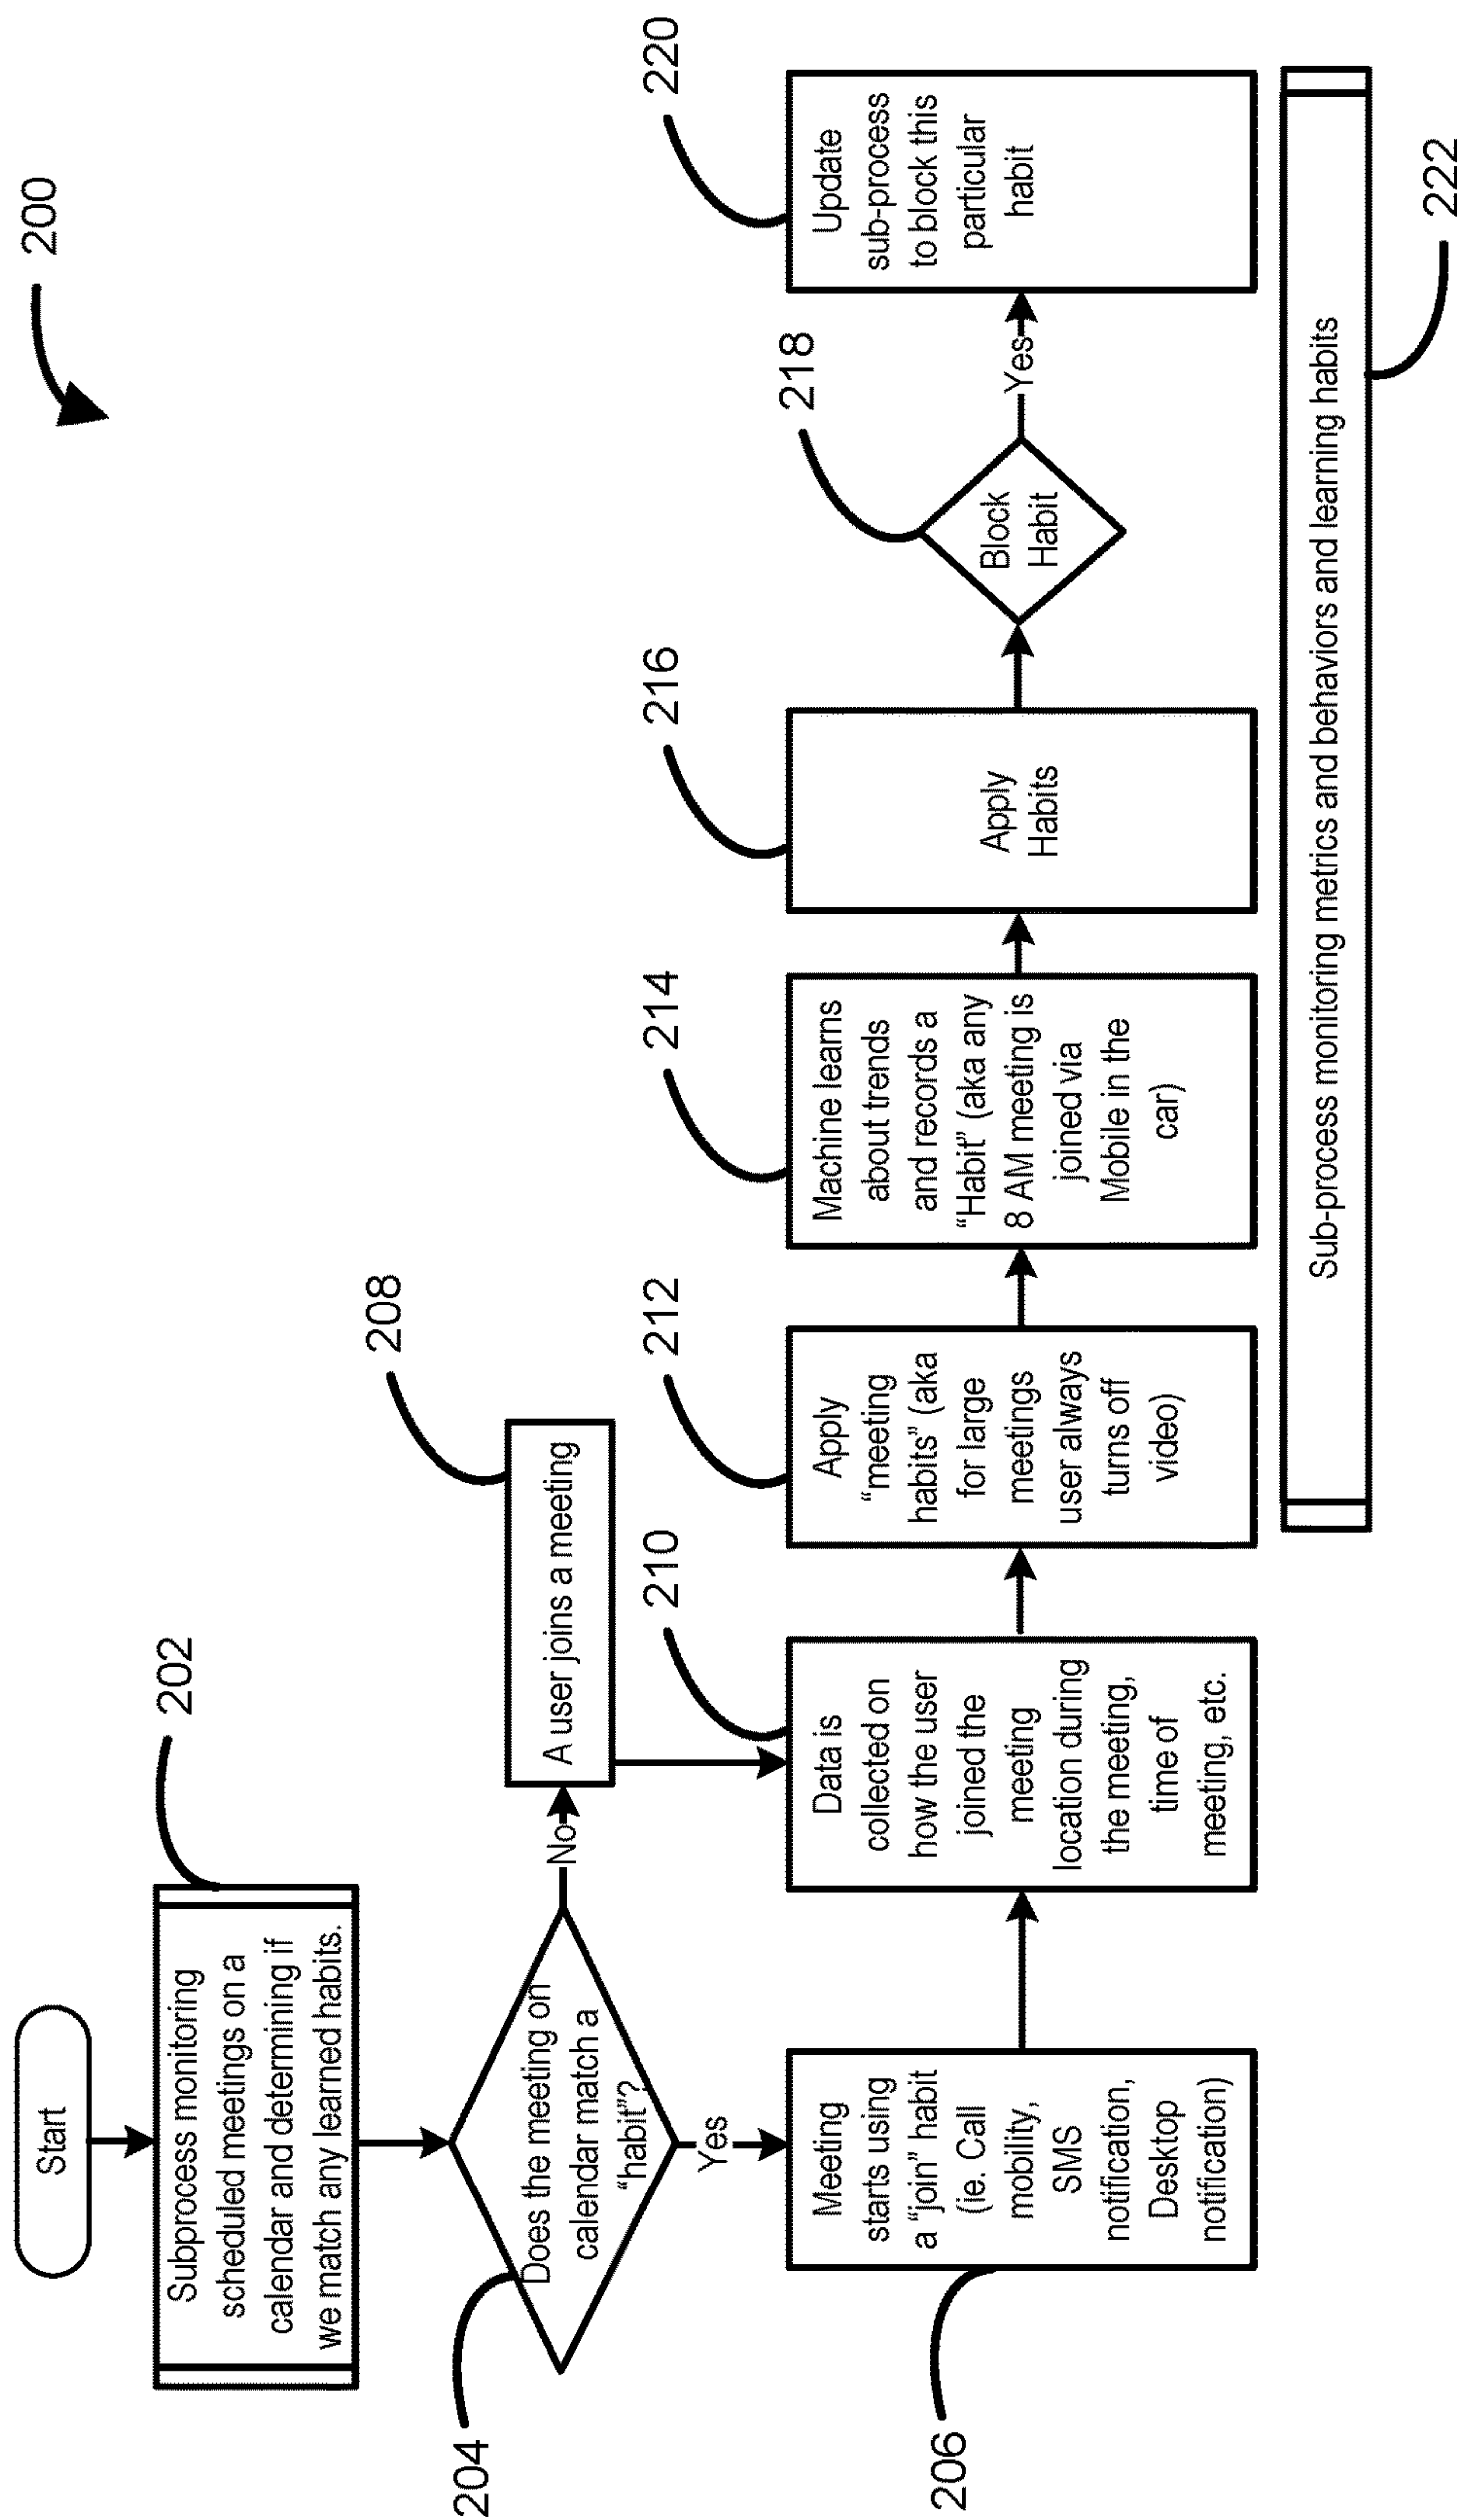 200
Start
202
Subprocess monitoring
scheduled meetings on a
calendar and determining if
we match any learned habits.
204
Does the meeting on
calendar match a
“habit”?
No
208
A user joins a meeting
Yes
206
Meeting
starts using
a “join” habit
(ie. Call
mobility,
SMS
notification,
Desktop
notification)
210
Data is
collected on
how the user
joined the
meeting
location during
the meeting,
time of
meeting, etc.
212
Apply
“meeting
habits” (aka
for large
meetings
user always
turns off
video)
214
Machine learns
about trends
and records a
“Habit” (aka any
8 AM meeting is
joined via
Mobile in the
car)
216
Apply
Habits
218
Block
Habit
Yes
220
Update
sub-process
to block this
particular
habit
Sub-process monitoring metrics and behaviors and learning habits
222